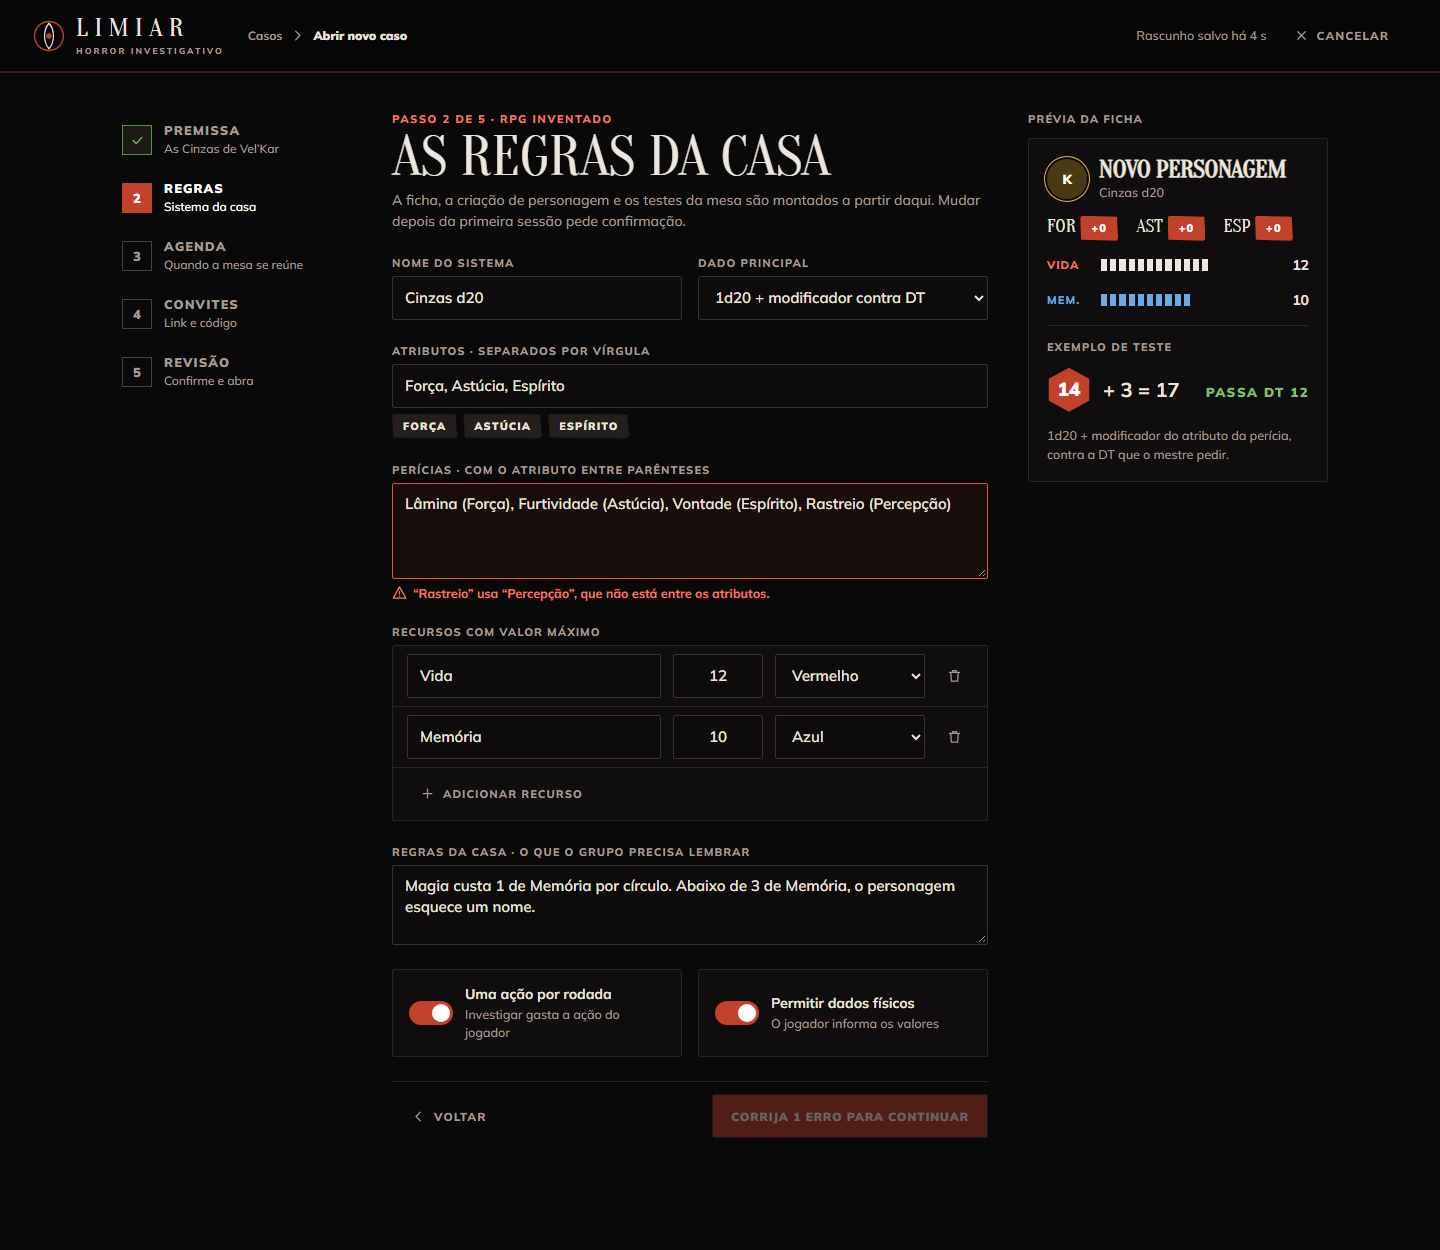 LIMIAR
HORROR INVESTIGATIVO
Casos
Abrir novo caso
Rascunho salvo há 4 s
CANCELAR
PREMISSA
As Cinzas de Vel'Kar
2
REGRAS
Sistema da casa
3
AGENDA
Quando a mesa se reúne
4
CONVITES
Link e código
5
REVISÃO
Confirme e abra
PASSO 2 DE 5 · RPG INVENTADO
AS REGRAS DA CASA
A ficha, a criação de personagem e os testes da mesa são montados a partir daqui. Mudar
depois da primeira sessão pede confirmação.
NOME DO SISTEMA
Cinzas d20
DADO PRINCIPAL
1d20 + modificador contra DT
ATRIBUTOS · SEPARADOS POR VÍRGULA
Força, Astúcia, Espírito
FORÇA
ASTÚCIA
ESPÍRITO
PERÍCIAS · COM O ATRIBUTO ENTRE PARÊNTESES
Lâmina (Força), Furtividade (Astúcia), Vontade (Espírito), Rastreio (Percepção)
“Rastreio” usa “Percepção”, que não está entre os atributos.
RECURSOS COM VALOR MÁXIMO
Vida
12
Vermelho
Memória
10
Azul
ADICIONAR RECURSO
REGRAS DA CASA · O QUE O GRUPO PRECISA LEMBRAR
Magia custa 1 de Memória por círculo. Abaixo de 3 de Memória, o personagem
esquece um nome.
Uma ação por rodada
Investigar gasta a ação do
jogador
Permitir dados físicos
O jogador informa os valores
VOLTAR
CORRIJA 1 ERRO PARA CONTINUAR
PRÉVIA DA FICHA
K
NOVO PERSONAGEM
Cinzas d20
FOR +0
AST +0
ESP +0
VIDA
12
MEM.
10
EXEMPLO DE TESTE
14
+ 3 = 17
PASSA DT 12
1d20 + modificador do atributo da perícia,
contra a DT que o mestre pedir.